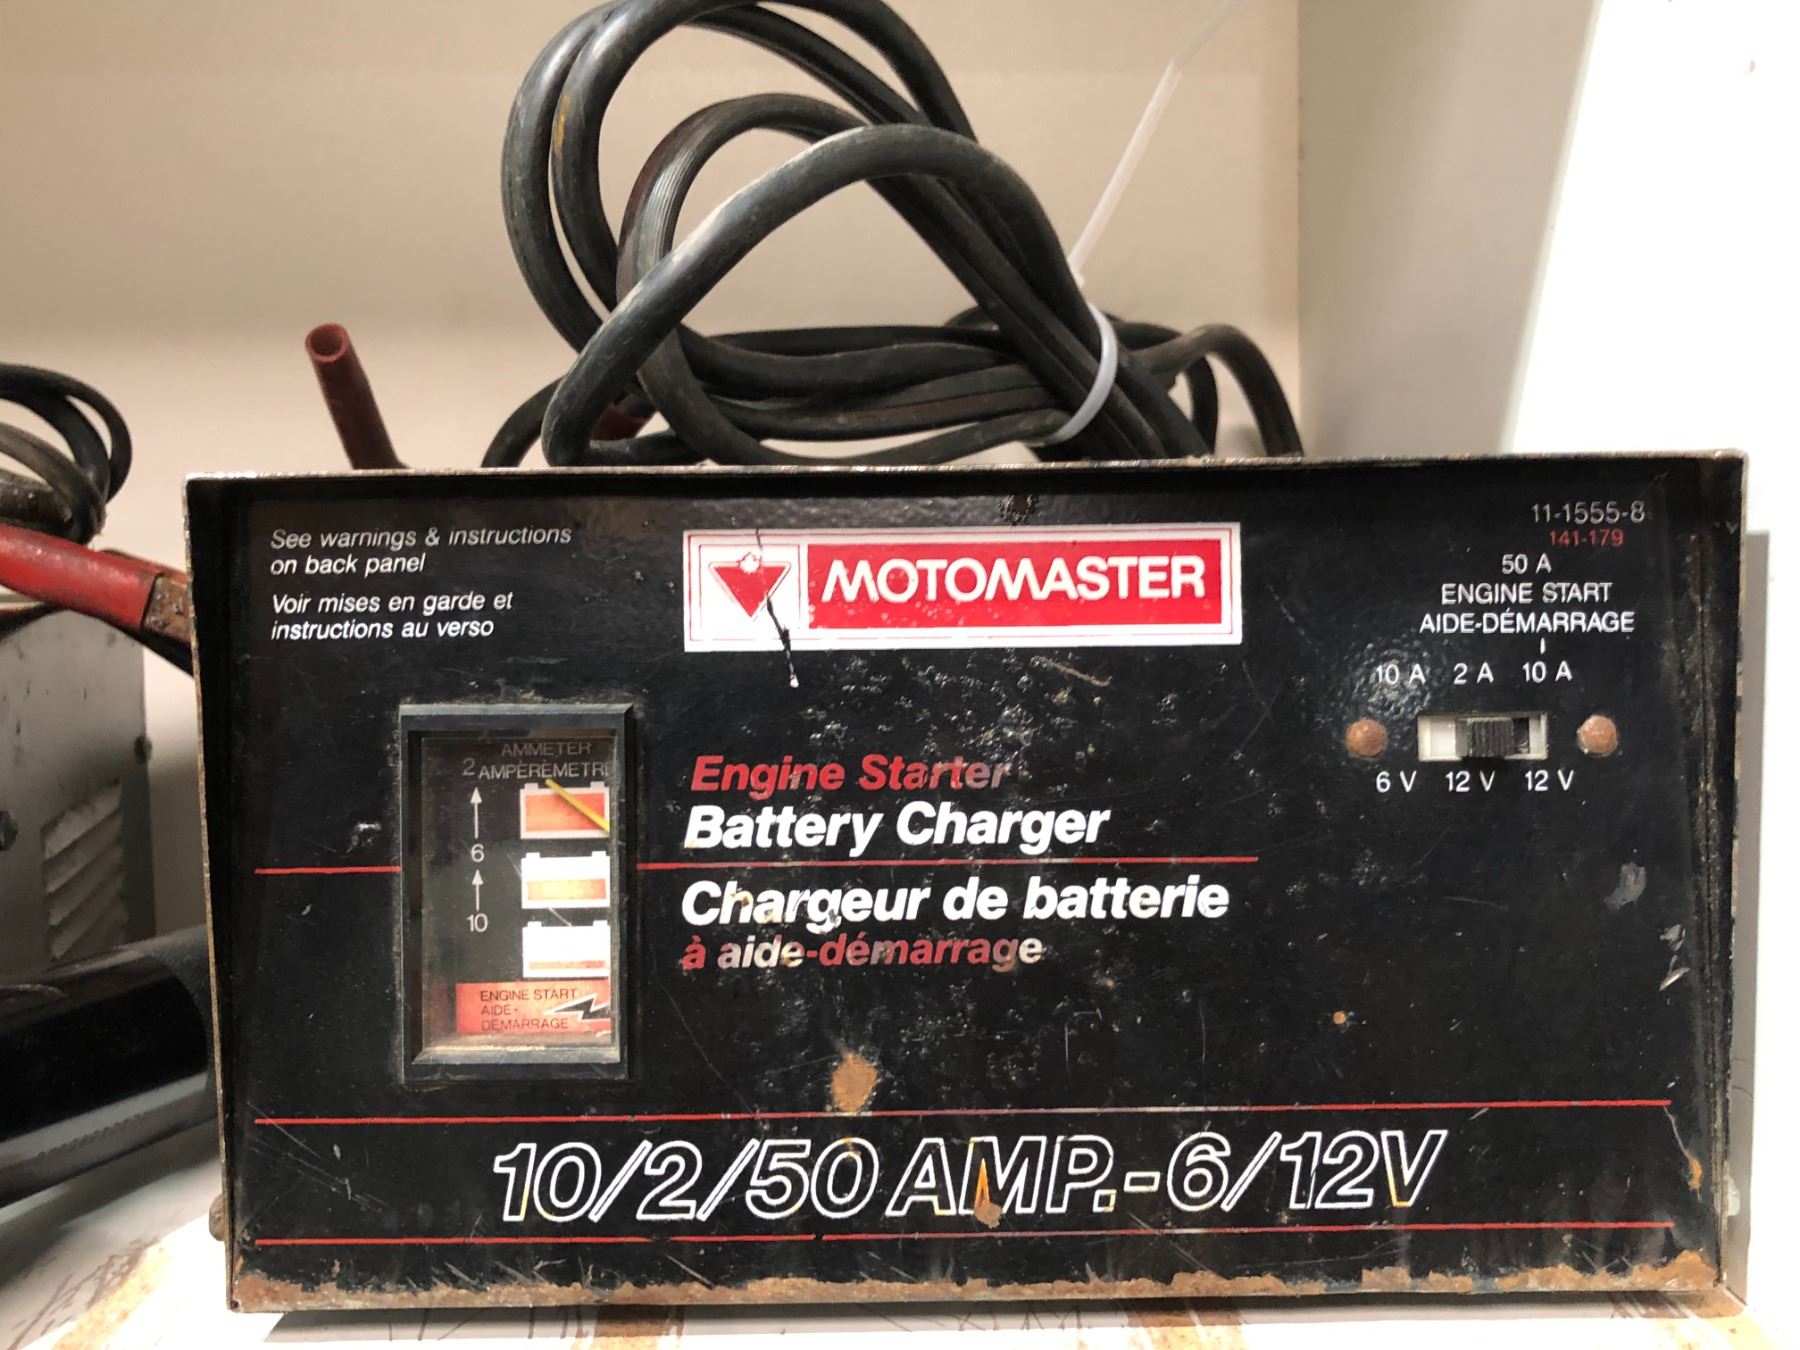 See warnings & instructions
on back panel
Voir mises en garde et
instructions au verso
MOTOMASTER
11-1555-8
141-179
50 A
ENGINE START
AIDE-DÉMARRAGE
10 A 2 A 10 A
6 V 12 V 12 V
AMMETER
2 AMPÈREMETRE
6
10
ENGINE START
AIDE-
DEMARRAGE
Engine Starter
Battery Charger
Chargeur de batterie
à aide-démarrage
10/2/50 AMP.-6/12V